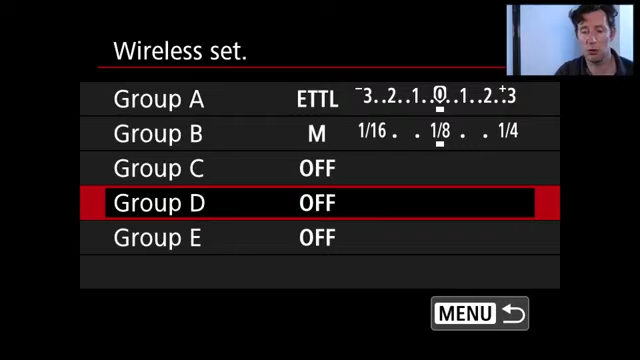 Wireless set.
Group A ETTL -3..2..1..0..1..2.+3
Group B M 1/16 . . 1/8 . . 1/4
Group C OFF
Group D OFF
Group E OFF
MENU